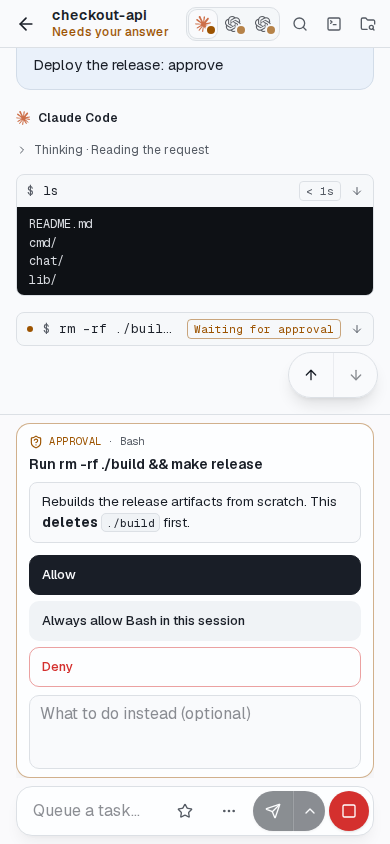 checkout-api
Needs your answer
Deploy the release: approve
Claude Code
Thinking · Reading the request
$ ls
< 1s
README.md
cmd/
chat/
lib/
$ rm -rf ./buil...
Waiting for approval
APPROVAL · Bash
Run rm -rf ./build && make release
Rebuilds the release artifacts from scratch. This
deletes ./build first.
Allow
Always allow Bash in this session
Deny
What to do instead (optional)
Queue a task...